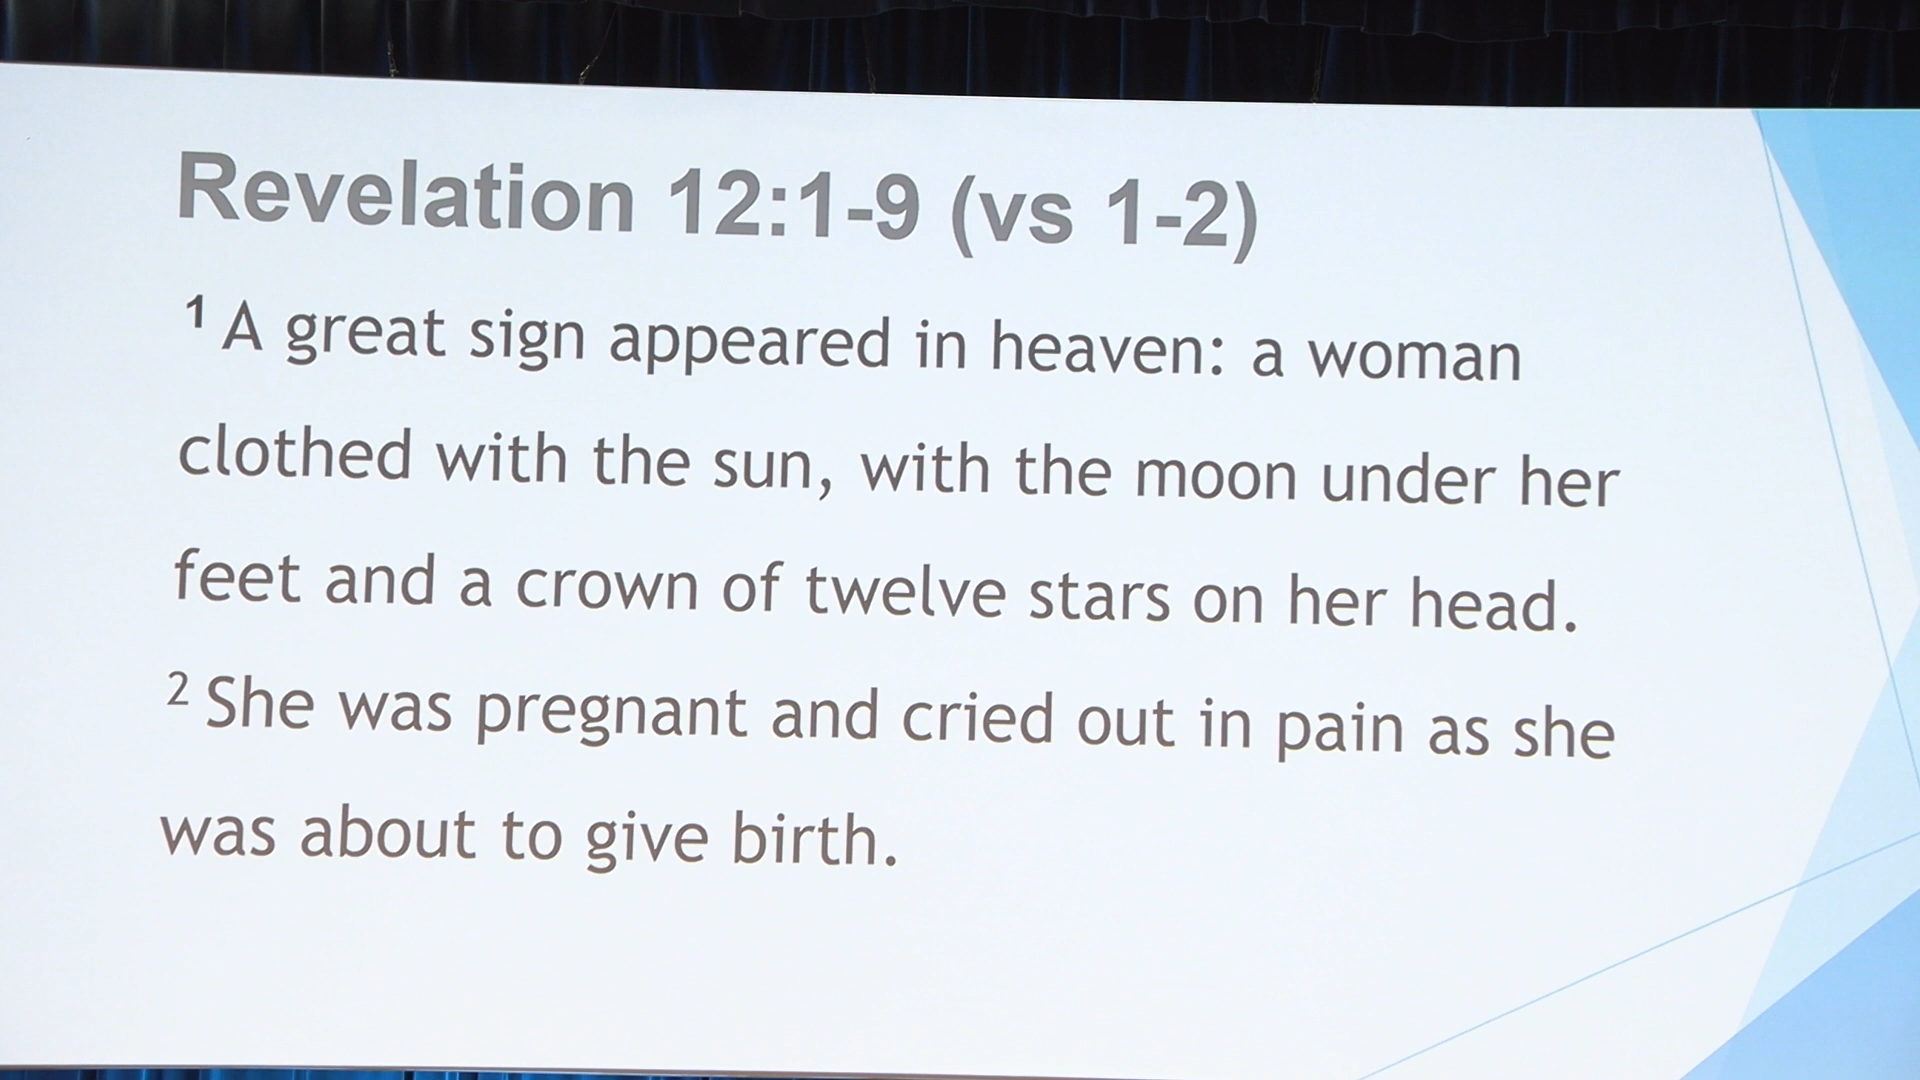 Revelation 12:1-9 (vs 1-2)
1 A great sign appeared in heaven: a woman
clothed with the sun, with the moon under her
feet and a crown of twelve stars on her head.
2 She was pregnant and cried out in pain as she
was about to give birth.